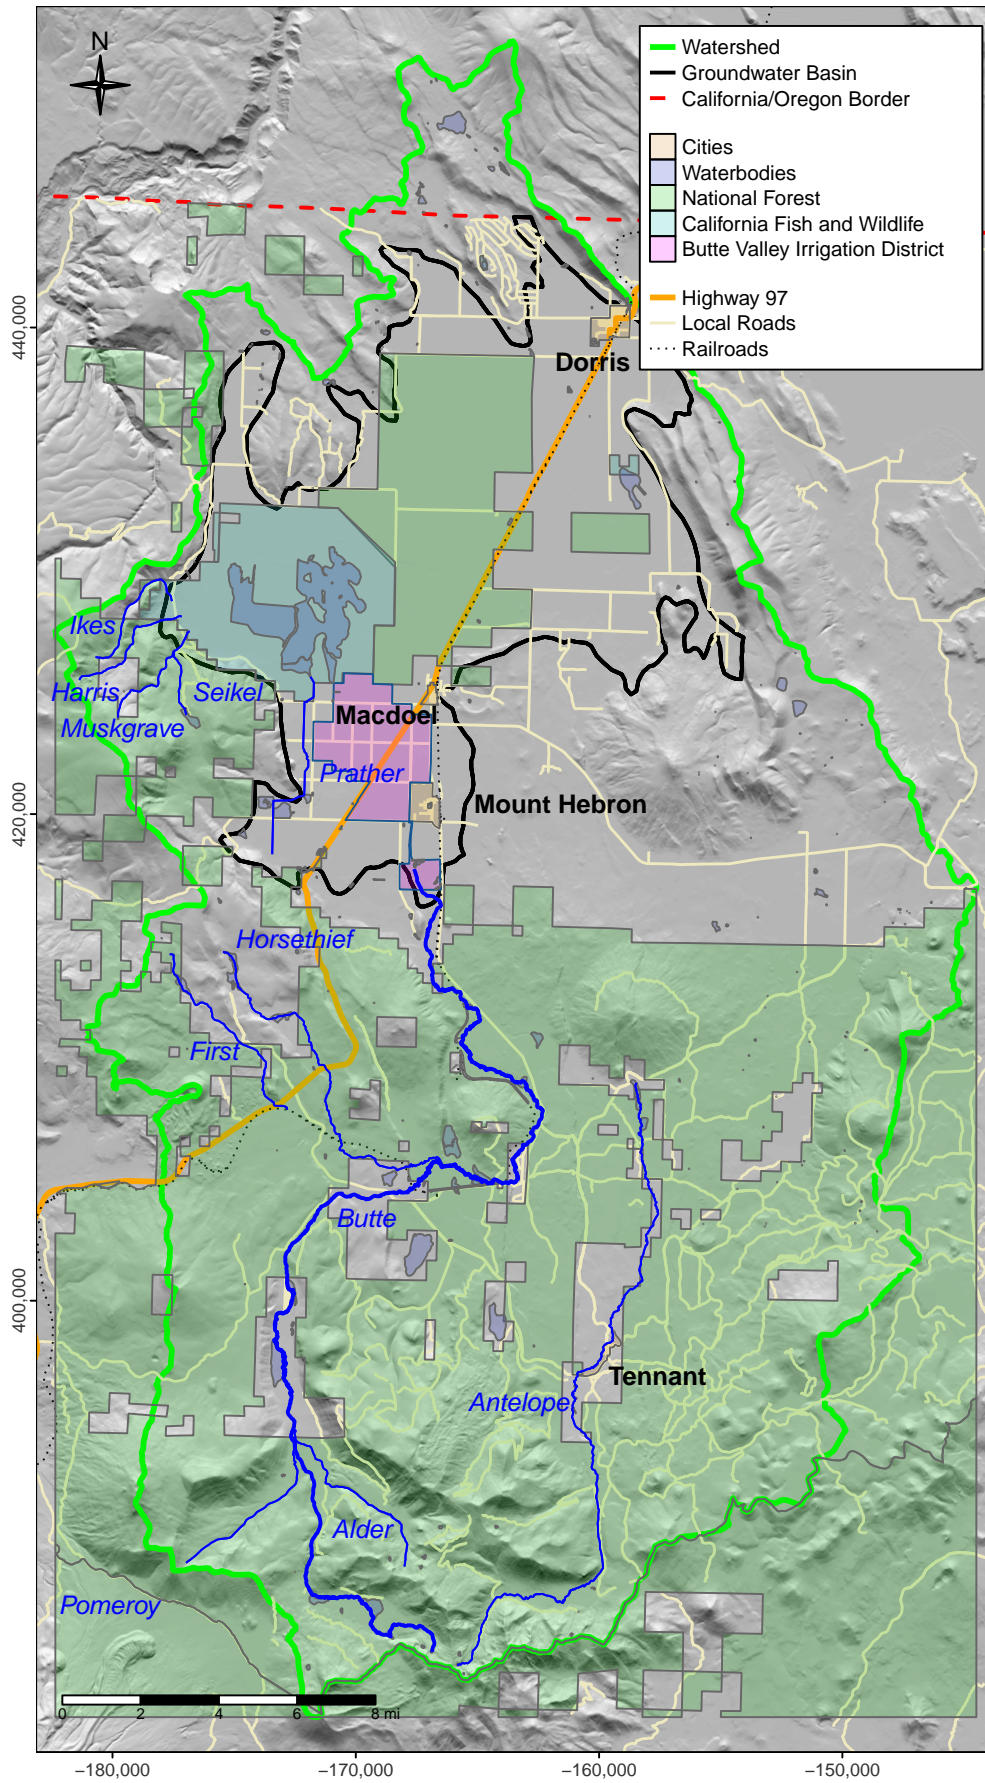 N
Watershed
Groundwater Basin
California/Oregon Border
Cities
Waterbodies
National Forest
California Fish and Wildlife
Butte Valley Irrigation District
Highway 97
Local Roads
Railroads
440,000
Dorris
Ikes
Harris
Seikel
Muskgrave
Macdoel
Prather
Mount Hebron
420,000
Horsethief
First
Butte
400,000
Tennant
Antelope
Alder
Pomeroy
0 2 4 6 8 mi
−180,000 −170,000 −160,000 −150,000